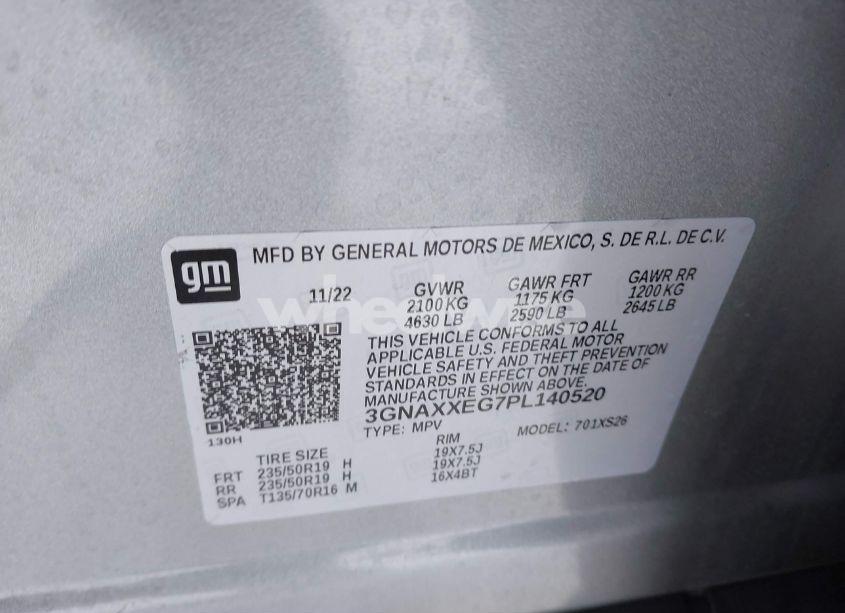 gm
MFD BY GENERAL MOTORS DE MEXICO, S. DE R.L. DE C.V.
11/22
GVWR
2100 KG
4630 LB
GAWR FRT
1175 KG
2590 LB
GAWR RR
1200 KG
2645 LB
THIS VEHICLE CONFORMS TO ALL
APPLICABLE U.S. FEDERAL MOTOR
VEHICLE SAFETY AND THEFT PREVENTION
STANDARDS IN EFFECT ON THE DATE OF
MANUFACTURE SHOWN ABOVE.
3GNAXXEG7PL140520
TYPE: MPV MODEL: 701XS26
130H
TIRE SIZE RIM
FRT 235/50R19 H 19X7.5J
RR 235/50R19 H 19X7.5J
SPA T135/70R16 M 16X4BT